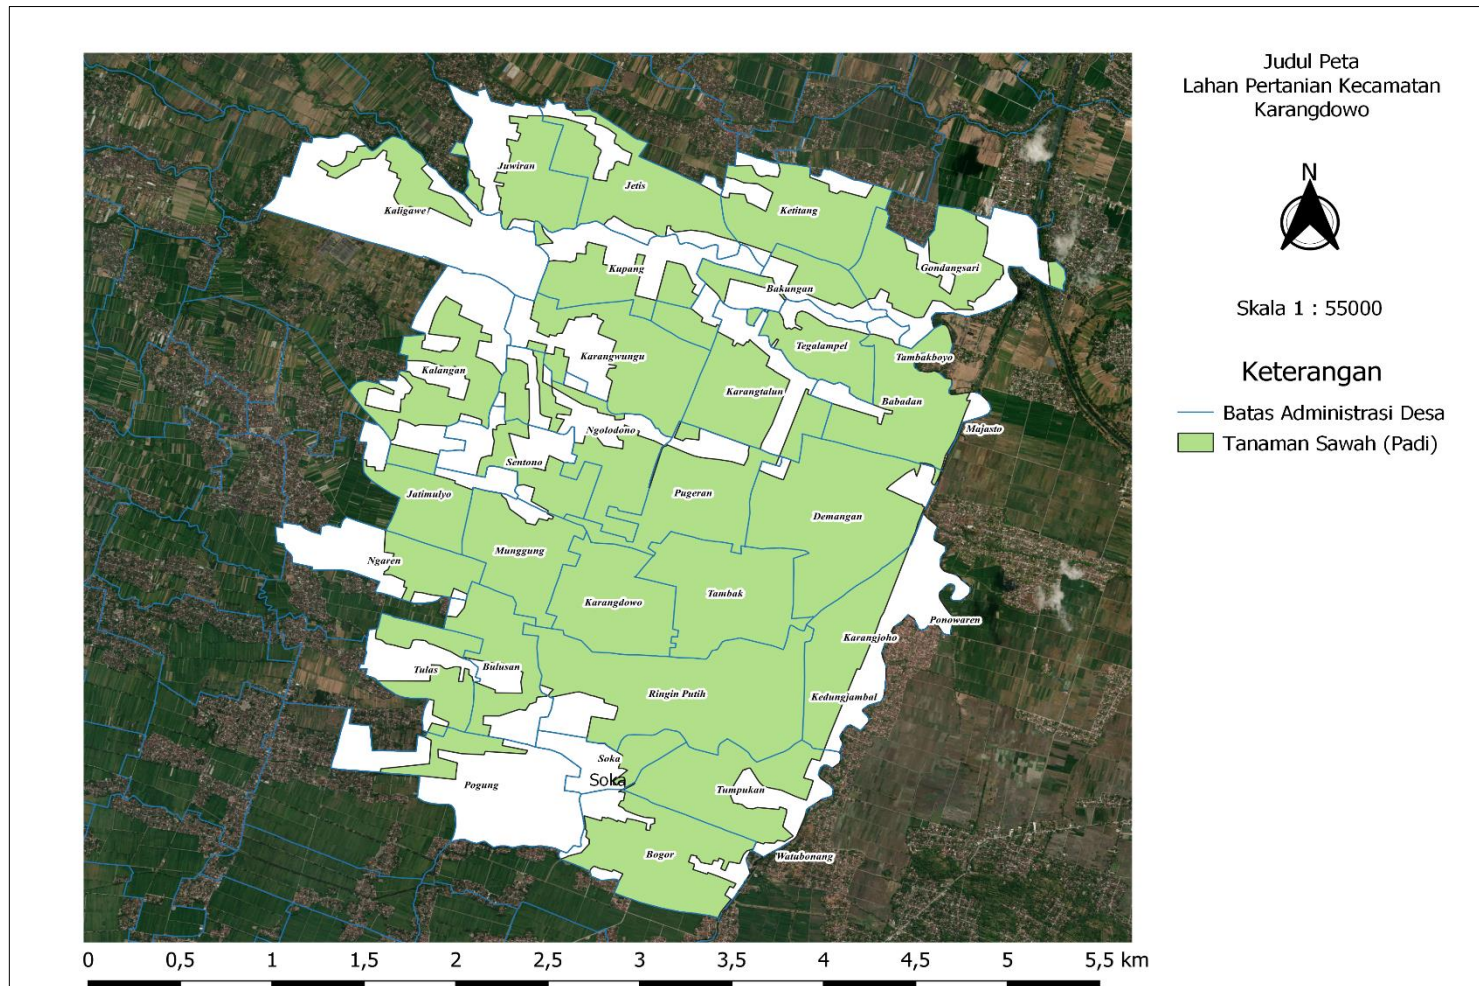 Judul Peta
Lahan Pertanian Kecamatan
Karangdowo
N
Skala 1 : 55000
Keterangan
Batas Administrasi Desa
Tanaman Sawah (Padi)
Juwiran
Jetis
Kaligawe
Ketitang
Kupang
Gondangsari
Bakungan
Tegalampel
Karangwungu
Tambakboyo
Kalangan
Karangtalun
Babadan
Ngolodono
Majasto
Sentono
Jatimulyo
Pugeran
Demangan
Munggung
Ngaren
Karangdowo
Tambak
Ponowaren
Karangjoho
Tulas
Bulusan
Ringin Putih
Kedungjambal
Soka
Soka
Pogung
Tumpukan
Bogor
Watubonang
0 0,5 1 1,5 2 2,5 3 3,5 4 4,5 5 5,5 km